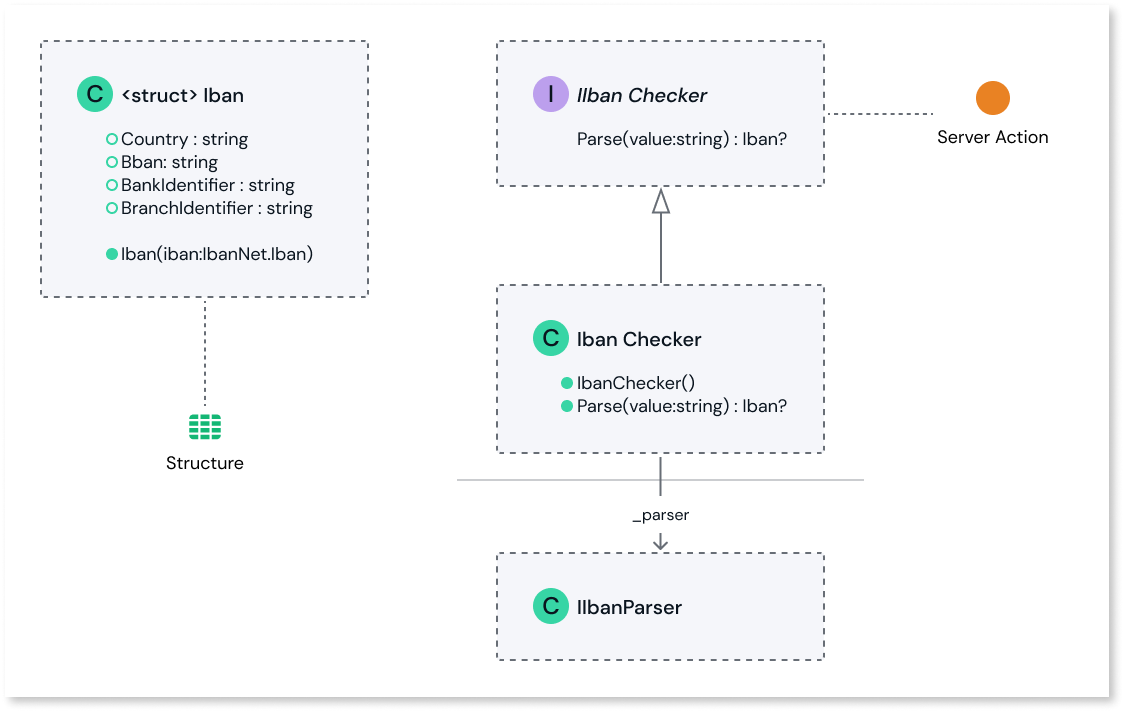 C <struct> Iban
Country : string
Bban: string
BankIdentifier : string
BranchIdentifier : string
Iban(iban:IbanNet.Iban)
Structure
I IIban Checker
Parse(value:string) : Iban?
Server Action
C Iban Checker
IbanChecker()
Parse(value:string) : Iban?
_parser
C IIbanParser